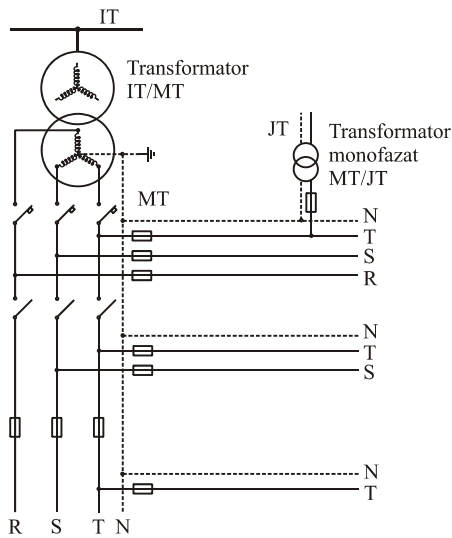 IT
Transformator
IT/MT
JT
Transformator
monofazat
MT/JT
MT
N
T
S
R
N
T
S
N
T
R S T N